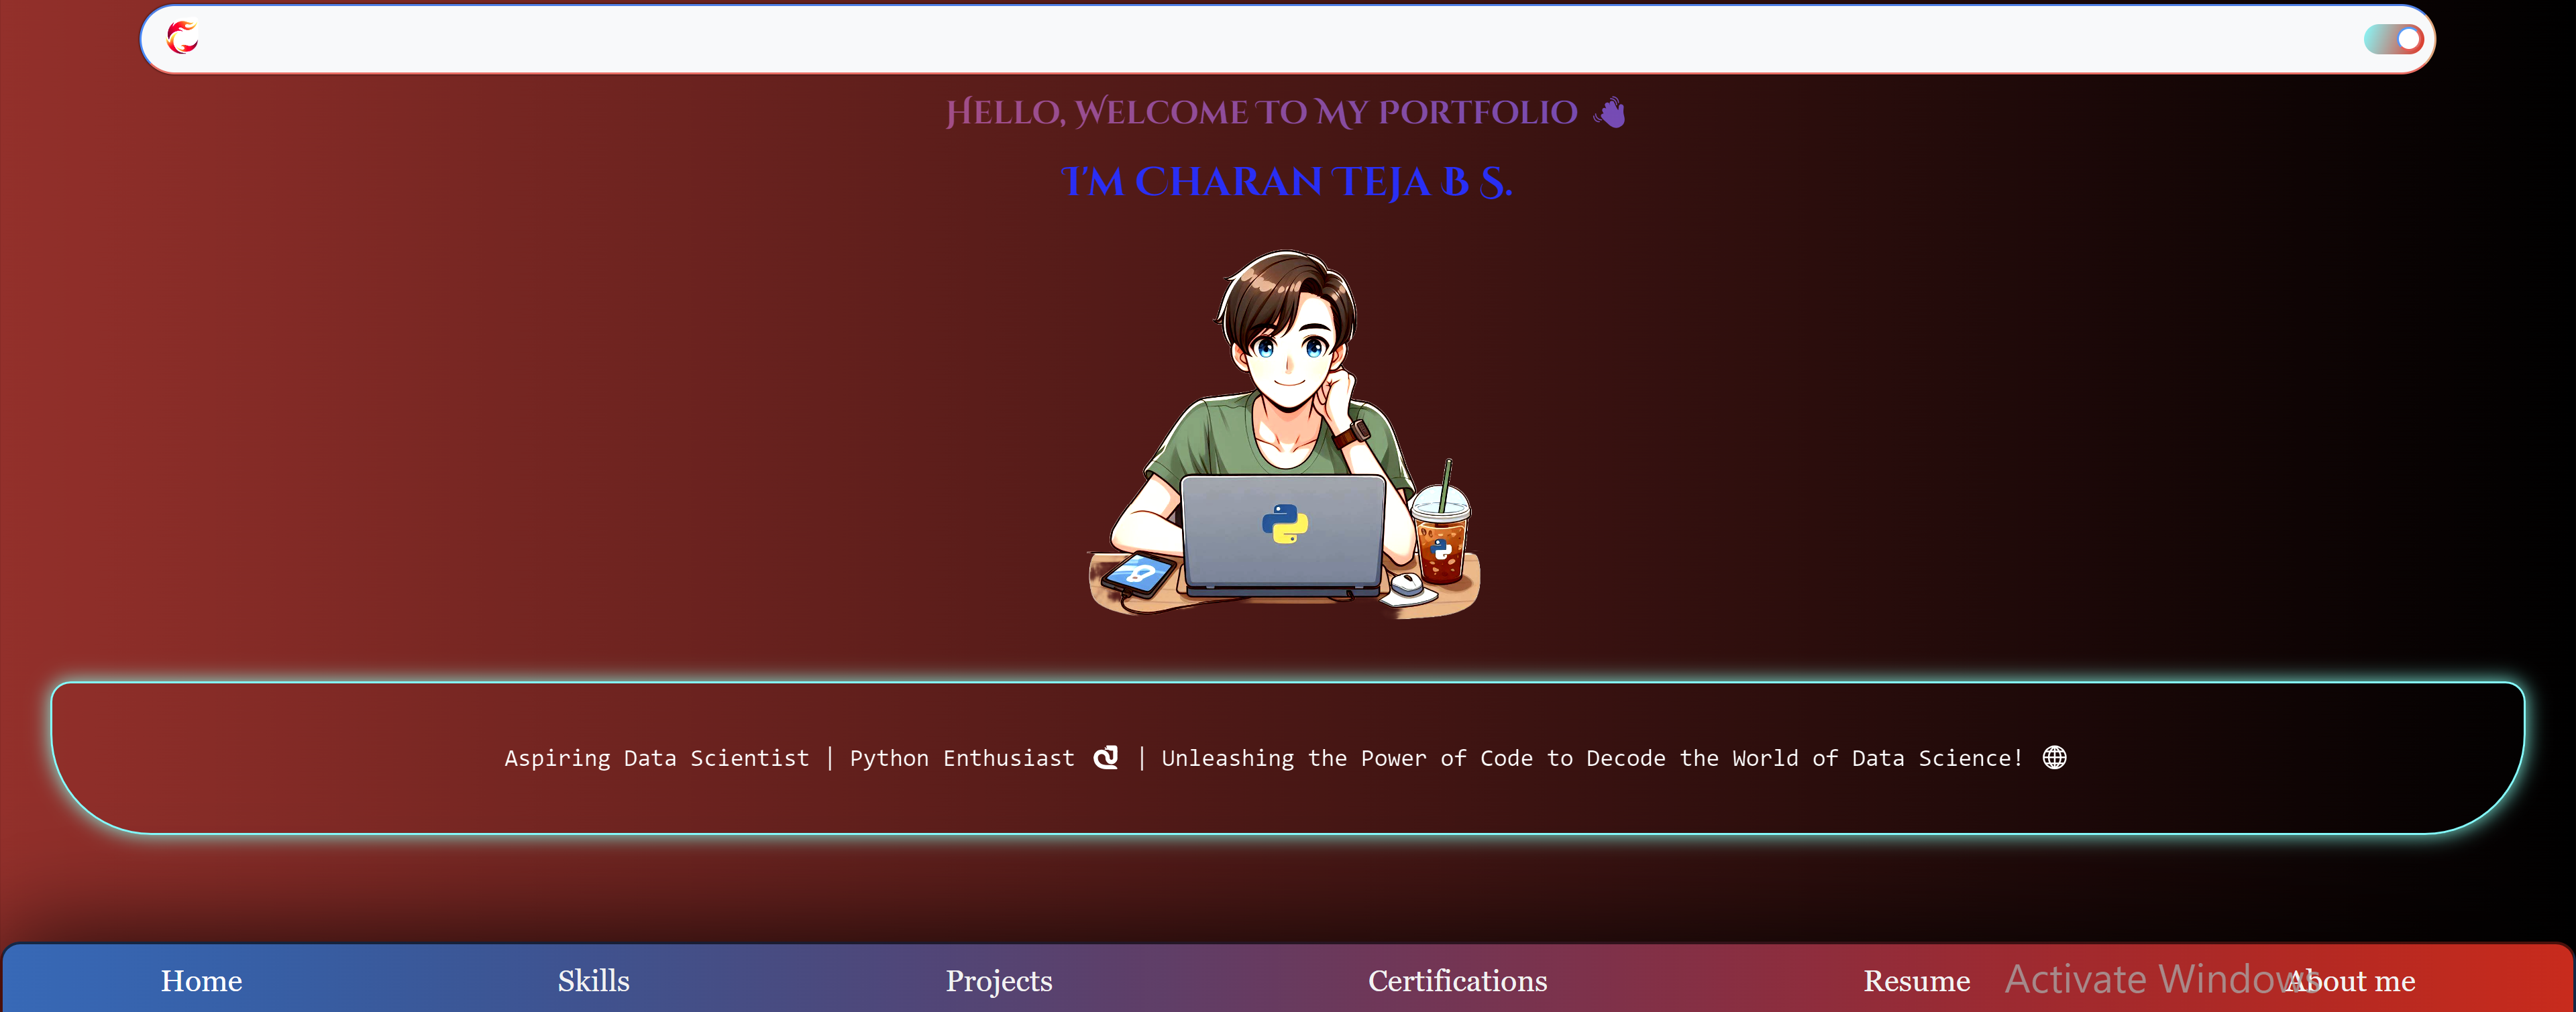 Hello, Welcome To My Portfolio
I'm Charan Teja B S.
Aspiring Data Scientist | Python Enthusiast | Unleashing the Power of Code to Decode the World of Data Science!
Home Skills Projects Certifications Resume About me
Activate Windows